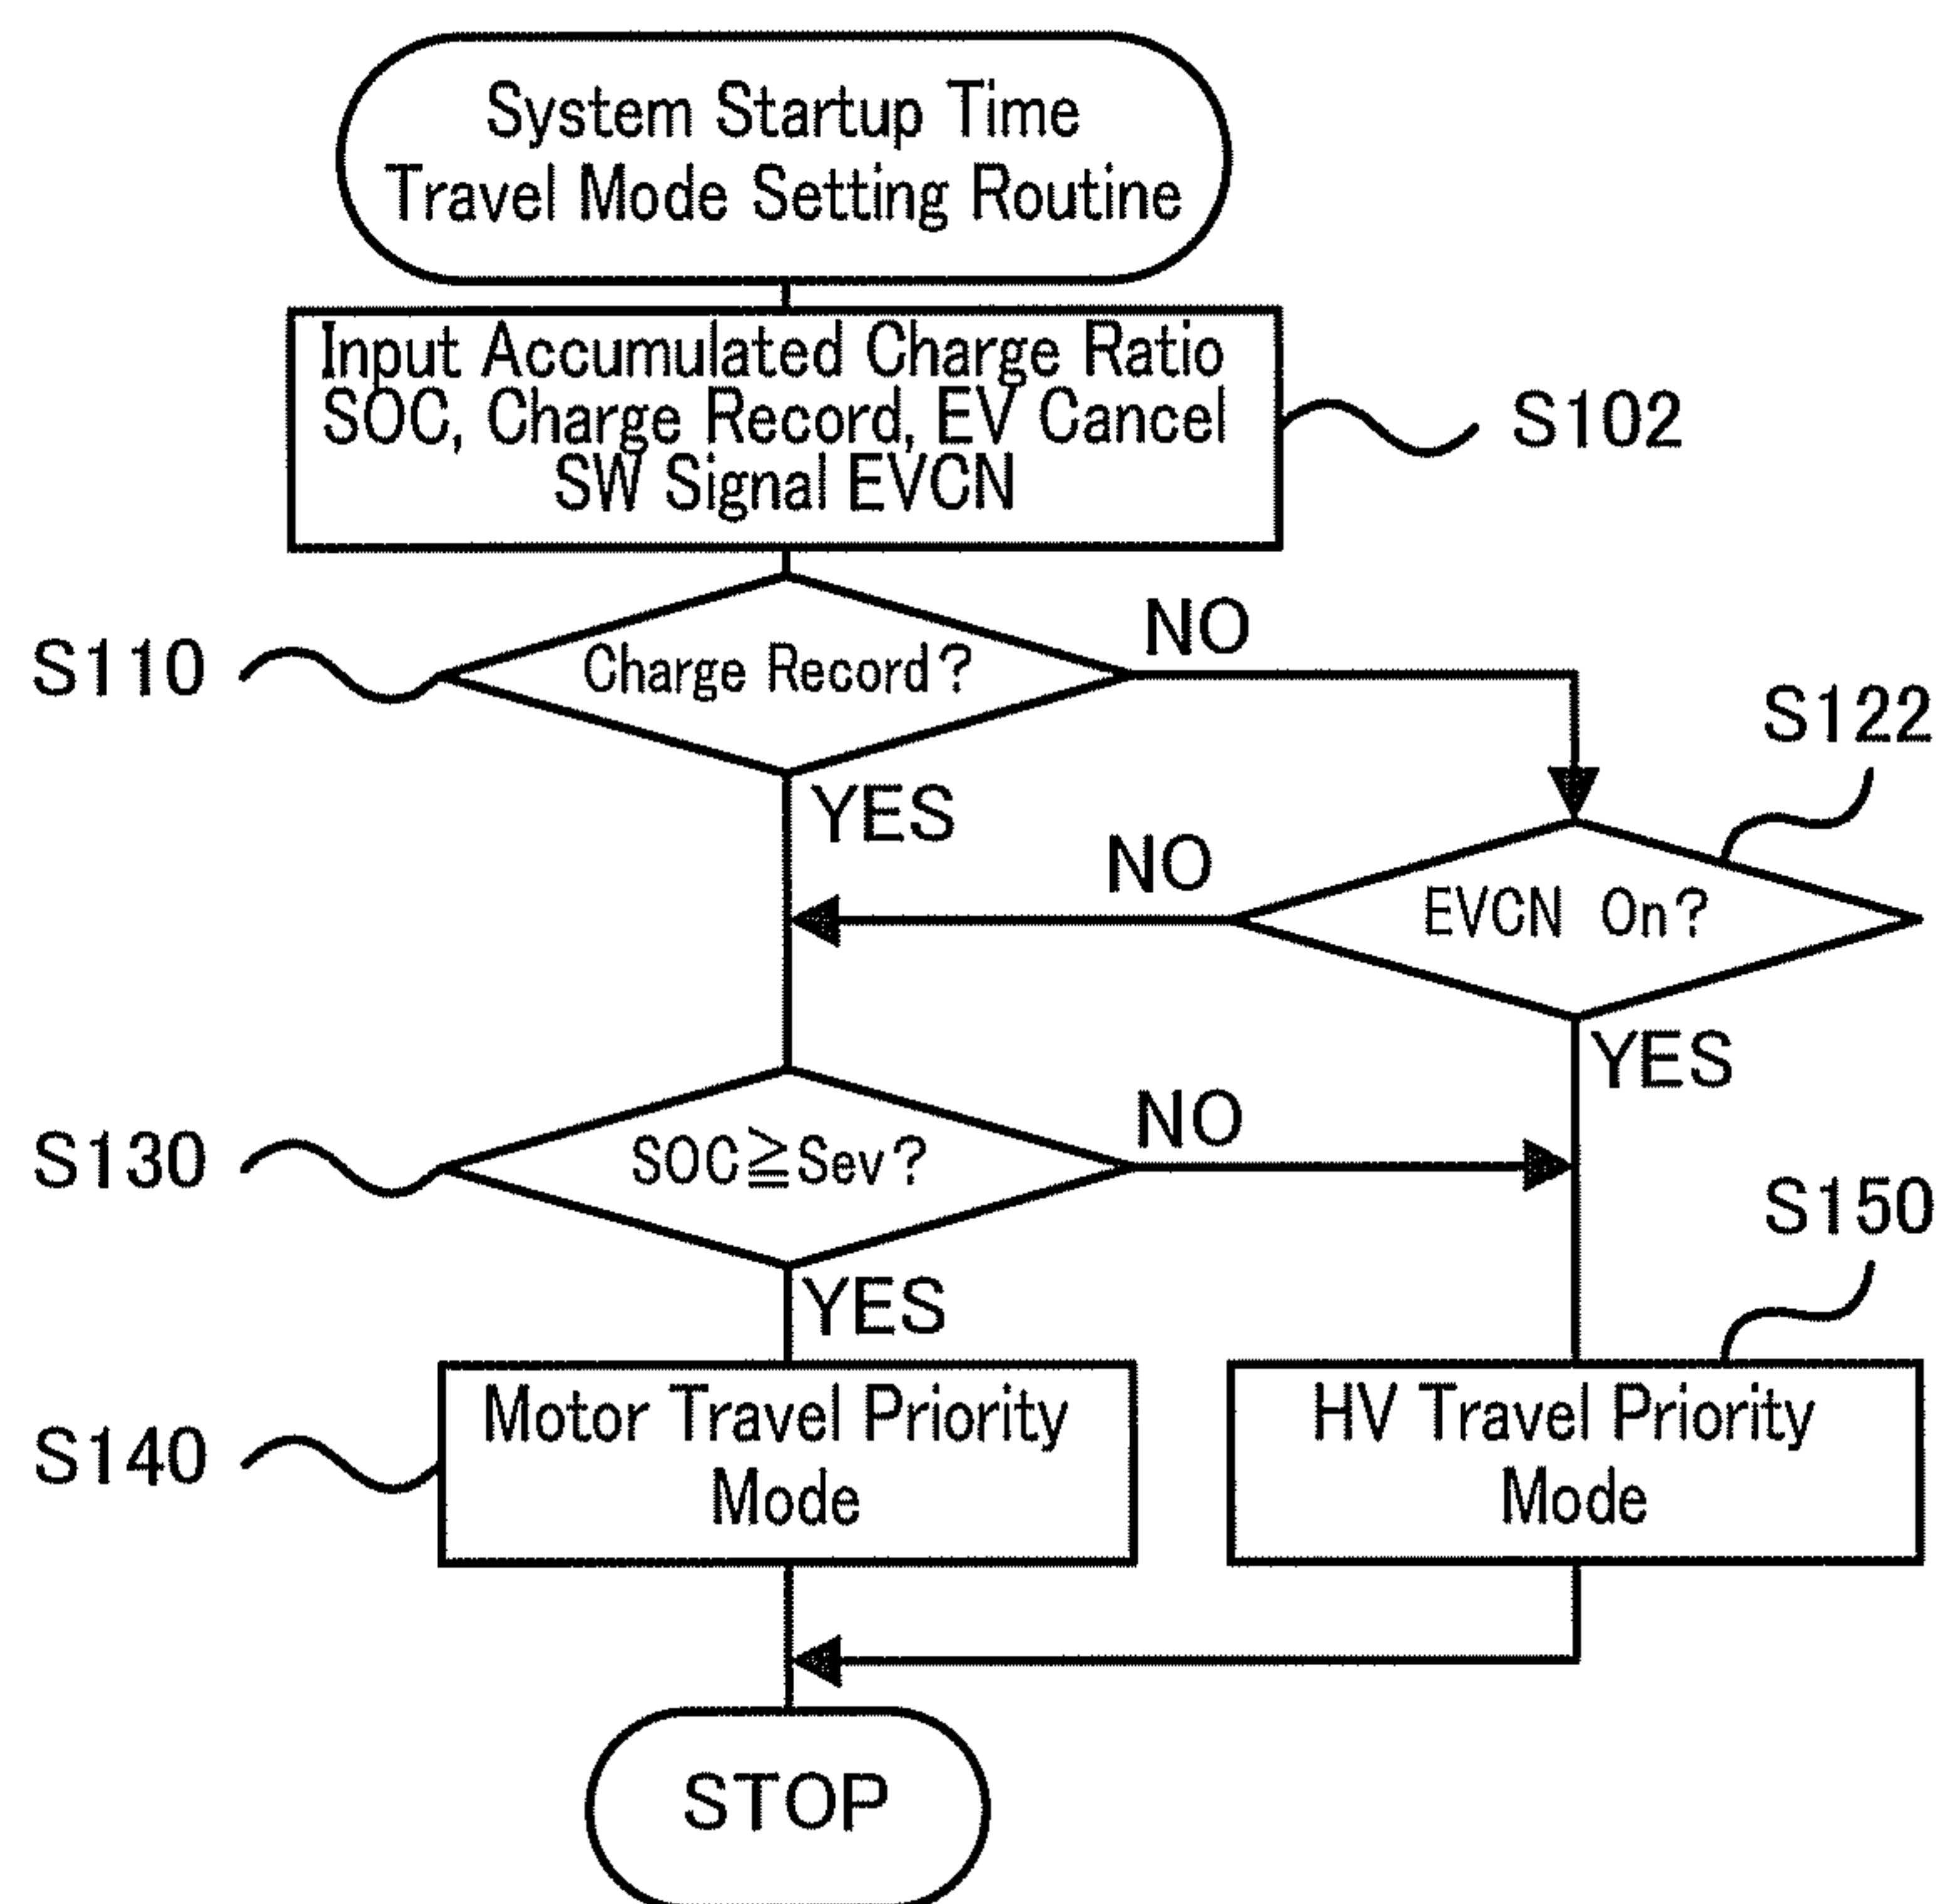 System Startup Time
Travel Mode Setting Routine
Input Accumulated Charge Ratio
SOC, Charge Record, EV Cancel
SW Signal EVCN
S102
S110
Charge Record?
NO
YES
S122
EVCN On?
NO
YES
S130
SOC≧Sev?
NO
YES
S150
S140
Motor Travel Priority
Mode
HV Travel Priority
Mode
STOP